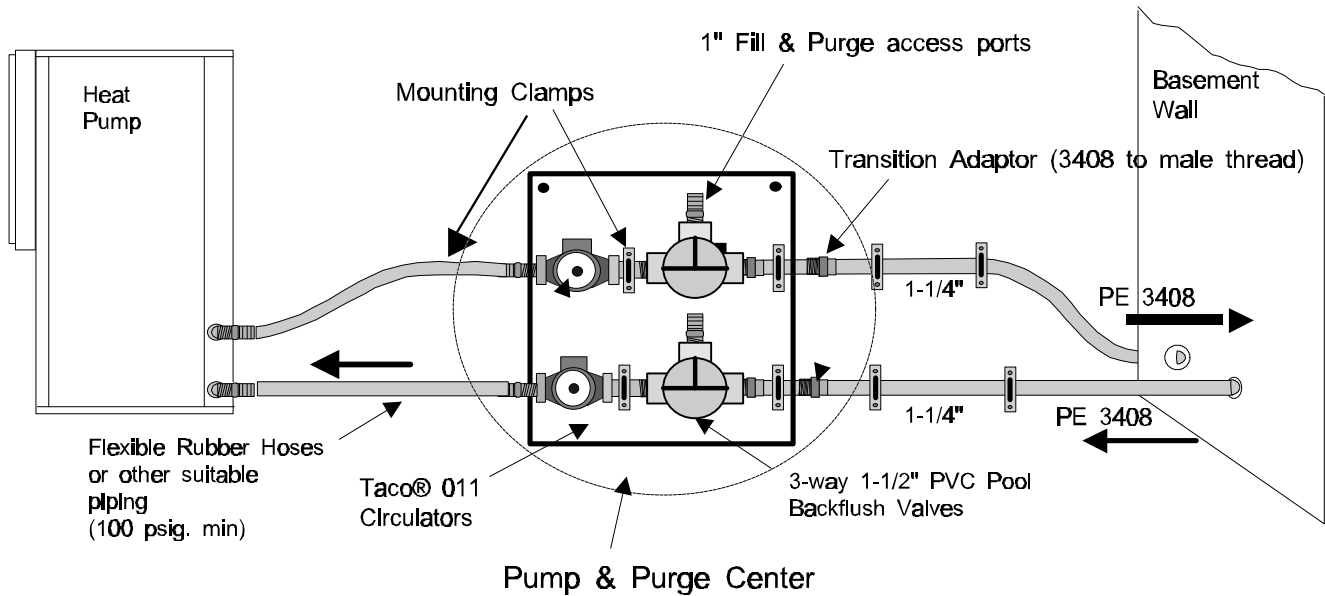 1" Fill & Purge access ports
Heat
Pump
Mounting Clamps
Basement
Wall
Transition Adaptor (3408 to male thread)
1-1/4"
PE 3408
1-1/4"
PE 3408
Flexible Rubber Hoses
or other suitable
piping
(100 psig. min)
Taco® 011
Circulators
3-way 1-1/2" PVC Pool
Backflush Valves
Pump & Purge Center